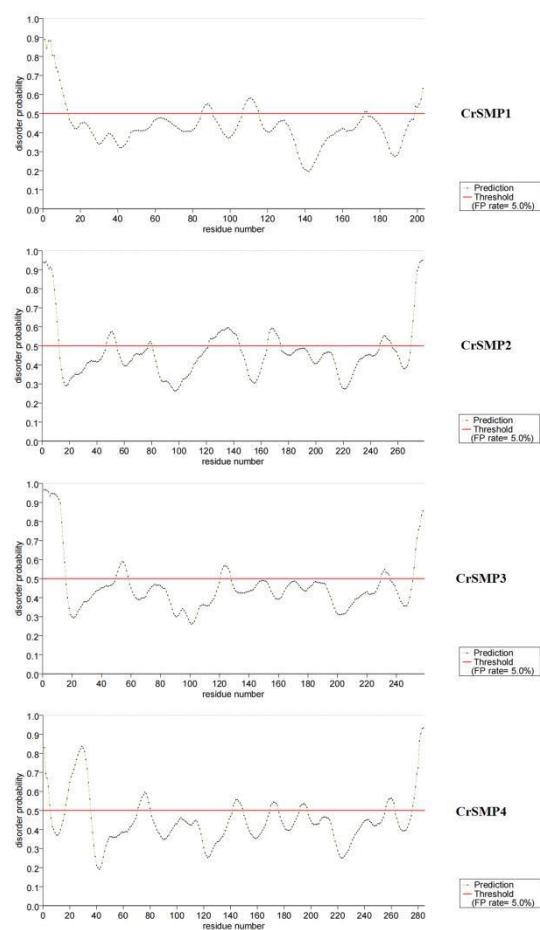 1.0
0.9
0.8
0.7
0.6
0.5
0.4
0.3
0.2
0.1
0.0
disorder probability
0 20 40 60 80 100 120 140 160 180 200
residue number
CrSMP1
Prediction
Threshold
(FP rate= 5.0%)
1.0
0.9
0.8
0.7
0.6
0.5
0.4
0.3
0.2
0.1
0.0
disorder probability
0 20 40 60 80 100 120 140 160 180 200 220 240 260
residue number
CrSMP2
Prediction
Threshold
(FP rate= 5.0%)
1.0
0.9
0.8
0.7
0.6
0.5
0.4
0.3
0.2
0.1
0.0
disorder probability
0 20 40 60 80 100 120 140 160 180 200 220 240
residue number
CrSMP3
Prediction
Threshold
(FP rate= 5.0%)
1.0
0.9
0.8
0.7
0.6
0.5
0.4
0.3
0.2
0.1
0.0
disorder probability
0 20 40 60 80 100 120 140 160 180 200 220 240 260 280
residue number
CrSMP4
Prediction
Threshold
(FP rate= 5.0%)